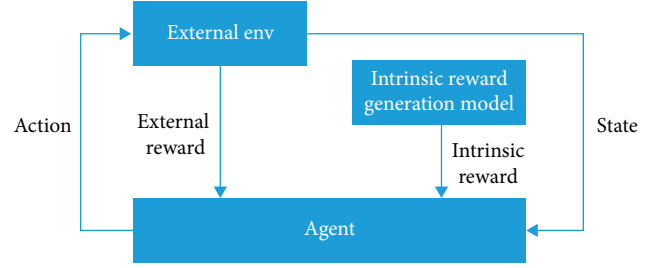 External env
Intrinsic reward
generation model
Action
External
reward
Intrinsic
reward
State
Agent